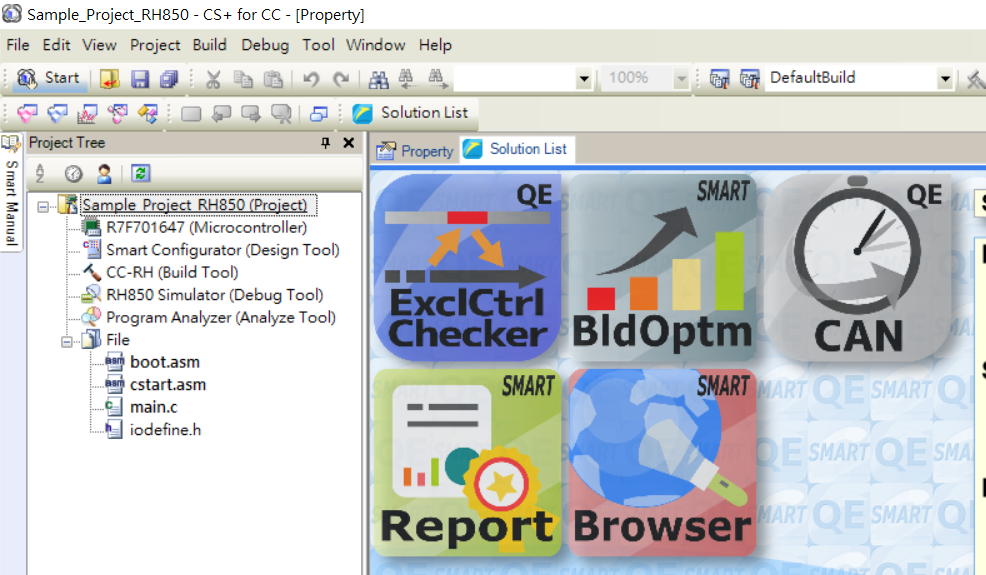 Sample_Project_RH850 - CS+ for CC - [Property]
File Edit View Project Build Debug Tool Window Help
Start 100% DefaultBuild
Solution List
Project Tree
Property Solution List
Smart Manual
Sample_Project_RH850 (Project)
R7F701647 (Microcontroller)
Smart Configurator (Design Tool)
CC-RH (Build Tool)
RH850 Simulator (Debug Tool)
Program Analyzer (Analyze Tool)
File
boot.asm
cstart.asm
main.c
iodefine.h
QE
ExclCtrl
Checker
SMART
BldOptm
QE
CAN
SMART
Report
SMART
Browser